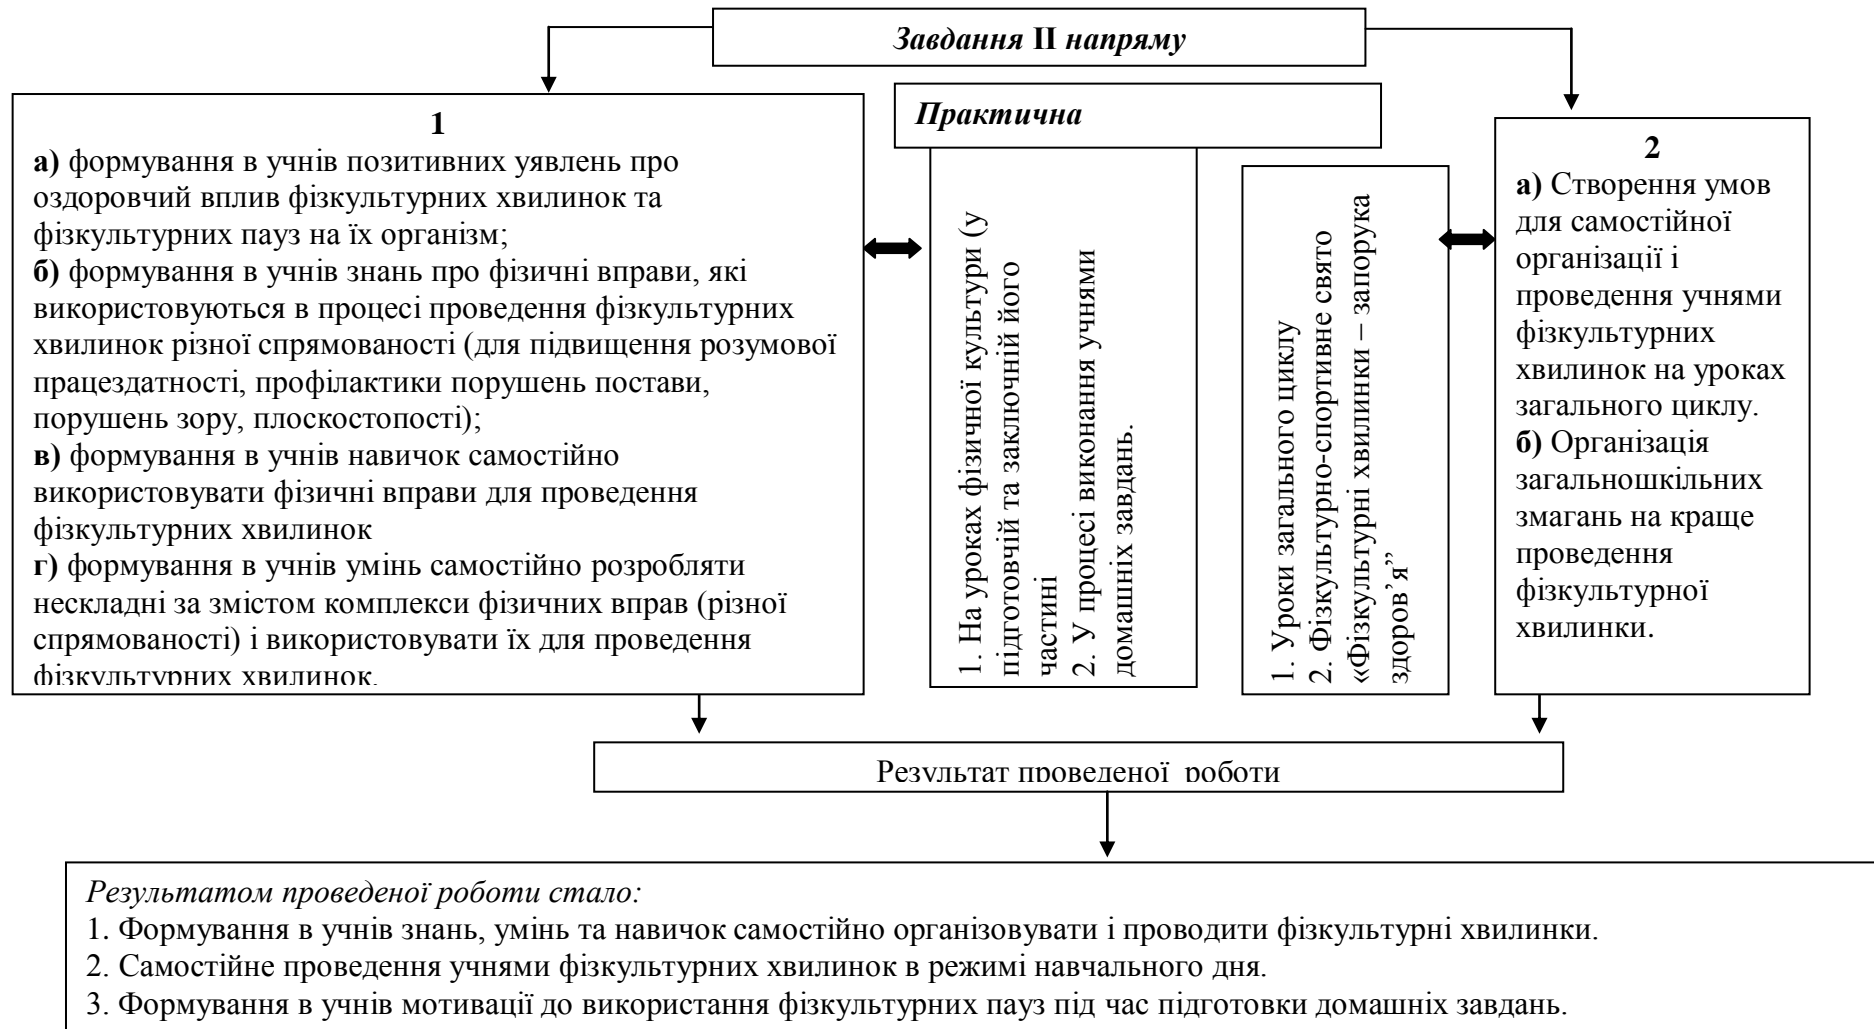 Завдання II напряму
1
а) формування в учнів позитивних уявлень про
оздоровчий вплив фізкультурних хвилинок та
фізкультурних пауз на їх організм;
б) формування в учнів знань про фізичні вправи, які
використовуються в процесі проведення фізкультурних
хвилинок різної спрямованості (для підвищення розумової
працездатності, профілактики порушень постави,
порушень зору, плоскостопості);
в) формування в учнів навичок самостійно
використовувати фізичні вправи для проведення
фізкультурних хвилинок
г) формування в учнів умінь самостійно розробляти
нескладні за змістом комплекси фізичних вправ (різної
спрямованості) і використовувати їх для проведення
фізкультурних хвилинок.
Практична
1. На уроках фізичної культури (у
підготовчій та заключній його
частині
2. У процесі виконання учнями
домашніх завдань.
1. Уроки загального циклу
2. Фізкультурно-спортивне свято
«Фізкультурні хвилинки – запорука
здоров’я”
2
а) Створення умов
для самостійної
організації і
проведення учнями
фізкультурних
хвилинок на уроках
загального циклу.
б) Організація
загальношкільних
змагань на краще
проведення
фізкультурної
хвилинки.
Результат проведеної роботи
Результатом проведеної роботи стало:
1. Формування в учнів знань, умінь та навичок самостійно організовувати і проводити фізкультурні хвилинки.
2. Самостійне проведення учнями фізкультурних хвилинок в режимі навчального дня.
3. Формування в учнів мотивації до використання фізкультурних пауз під час підготовки домашніх завдань.